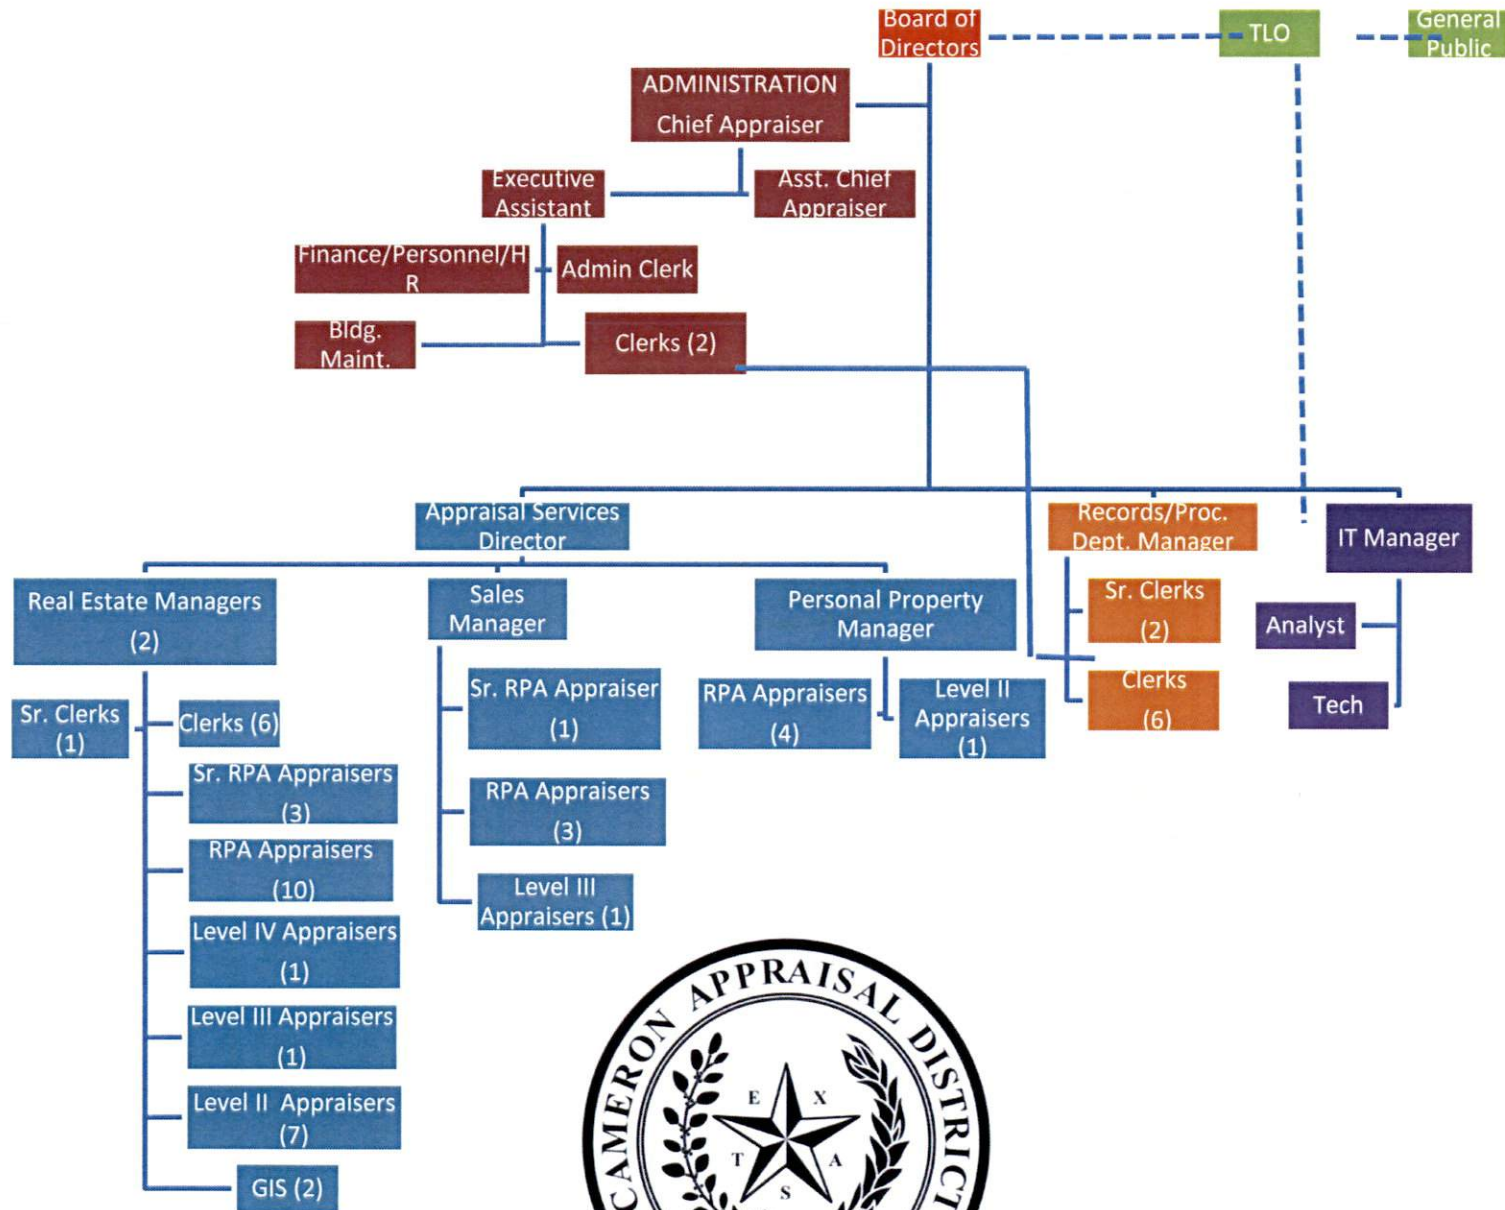 Board of
Directors
TLO
General
Public
ADMINISTRATION
Chief Appraiser
Executive
Assistant
Asst. Chief
Appraiser
Finance/Personnel/H
R
Admin Clerk
Bldg.
Maint.
Clerks (2)
Appraisal Services
Director
Records/Proc.
Dept. Manager
IT Manager
Real Estate Managers
(2)
Sales
Manager
Personal Property
Manager
Sr. Clerks
(2)
Analyst
Clerks
(6)
Tech
Sr. Clerks
(1)
Clerks (6)
Sr. RPA Appraisers
(3)
RPA Appraisers
(10)
Level IV Appraisers
(1)
Level III Appraisers
(1)
Level II Appraisers
(7)
GIS (2)
Sr. RPA Appraiser
(1)
RPA Appraisers
(3)
Level III
Appraisers (1)
RPA Appraisers
(4)
Level II
Appraisers
(1)
CAMERON APPRAISAL DISTRICT
T E X A S